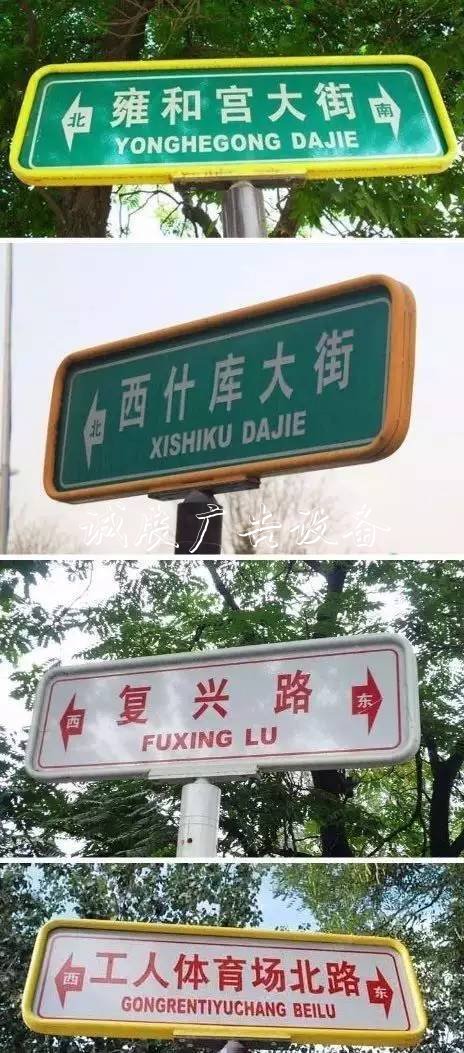 北 雍和宫大街 南
YONGHEGONG DAJIE
北 西什库大街
XISHIKU DAJIE
诚展广告设备
西 复兴路 东
FUXING LU
西 工人体育场北路 东
GONGRENTIYUCHANG BEILU